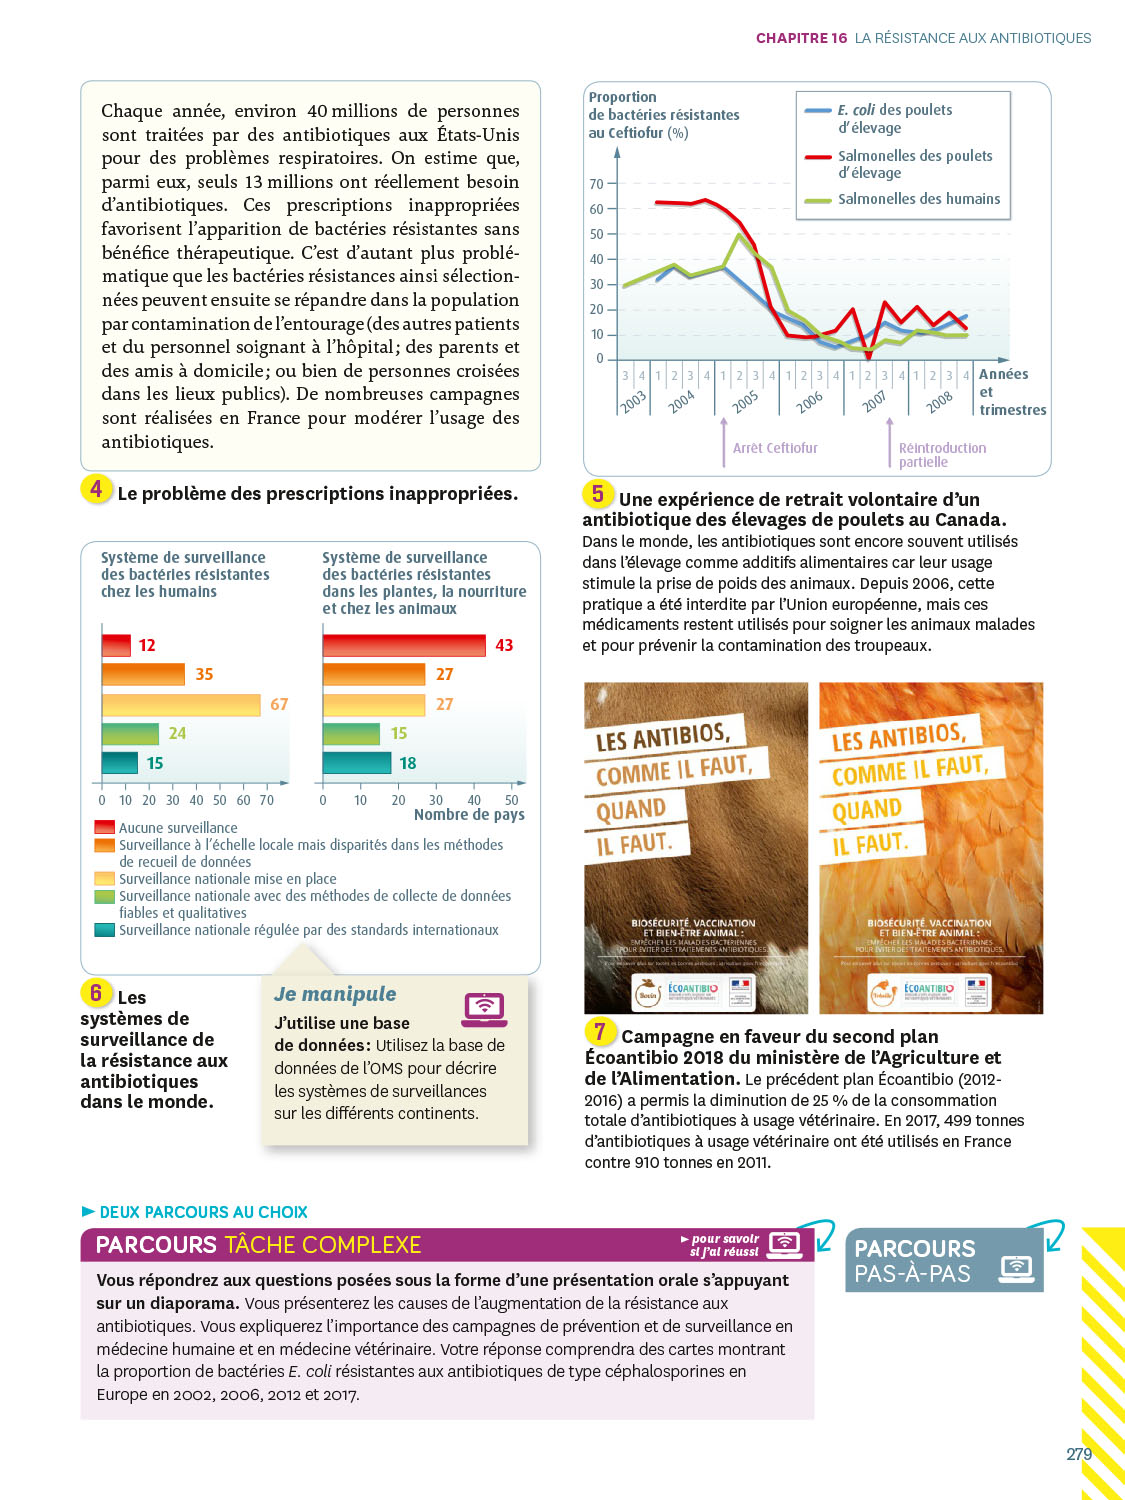 CHAPITRE 16 LA RÉSISTANCE AUX ANTIBIOTIQUES
Chaque année, environ 40 millions de personnes
sont traitées par des antibiotiques aux États-Unis
pour des problèmes respiratoires. On estime que,
parmi eux, seuls 13 millions ont réellement besoin
d'antibiotiques. Ces prescriptions inappropriées
favorisent l'apparition de bactéries résistantes sans
bénéfice thérapeutique. C'est d'autant plus problé-
matique que les bactéries résistances ainsi sélection-
nées peuvent ensuite se répandre dans la population
par contamination de l'entourage (des autres patients
et du personnel soignant à l'hôpital ; des parents et
des amis à domicile ; ou bien de personnes croisées
dans les lieux publics). De nombreuses campagnes
sont réalisées en France pour modérer l'usage des
antibiotiques.
4 Le problème des prescriptions inappropriées.
Proportion
de bactéries résistantes
au Ceftiofur (%)
E. coli des poulets
d'élevage
Salmonelles des poulets
d'élevage
Salmonelles des humains
70
60
50
40
30
20
10
0
3 4 1 2 3 4 1 2 3 4 1 2 3 4 1 2 3 4 1 2 3 4
2003 2004 2005 2006 2007 2008
Années
et
trimestres
Arrêt Ceftiofur
Réintroduction
partielle
5 Une expérience de retrait volontaire d'un
antibiotique des élevages de poulets au Canada.
Dans le monde, les antibiotiques sont encore souvent utilisés
dans l'élevage comme additifs alimentaires car leur usage
stimule la prise de poids des animaux. Depuis 2006, cette
pratique a été interdite par l'Union européenne, mais ces
médicaments restent utilisés pour soigner les animaux malades
et pour prévenir la contamination des troupeaux.
Système de surveillance
des bactéries résistantes
chez les humains
12
35
67
24
15
0 10 20 30 40 50 60 70
Système de surveillance
des bactéries résistantes
dans les plantes, la nourriture
et chez les animaux
43
27
27
15
18
0 10 20 30 40 50
Nombre de pays
Aucune surveillance
Surveillance à l'échelle locale mais disparités dans les méthodes
de recueil de données
Surveillance nationale mise en place
Surveillance nationale avec des méthodes de collecte de données
fiables et qualitatives
Surveillance nationale régulée par des standards internationaux
6 Les
systèmes de
surveillance de
la résistance aux
antibiotiques
dans le monde.
Je manipule
J'utilise une base
de données : Utilisez la base de
données de l'OMS pour décrire
les systèmes de surveillances
sur les différents continents.
LES ANTIBIOS,
COMME IL FAUT,
QUAND
IL FAUT.
BIOSÉCURITÉ, VACCINATION
ET BIEN-ÊTRE ANIMAL :
EMPÊCHER LES MALADES BACTÉRIENNES
POUR ÉVITER DES TRAITEMENTS ANTIBIOTIQUES.
Bovin
ÉCOANTIBIO
LES ANTIBIOS,
COMME IL FAUT,
QUAND
IL FAUT.
BIOSÉCURITÉ, VACCINATION
ET BIEN-ÊTRE ANIMAL :
EMPÊCHER LES MALADES BACTÉRIENNES
POUR ÉVITER DES TRAITEMENTS ANTIBIOTIQUES.
Volaille
ÉCOANTIBIO
7 Campagne en faveur du second plan
Écoantibio 2018 du ministère de l'Agriculture et
de l'Alimentation. Le précédent plan Écoantibio (2012-
2016) a permis la diminution de 25 % de la consommation
totale d'antibiotiques à usage vétérinaire. En 2017, 499 tonnes
d'antibiotiques à usage vétérinaire ont été utilisés en France
contre 910 tonnes en 2011.
► DEUX PARCOURS AU CHOIX
PARCOURS TÂCHE COMPLEXE
► pour savoir
si j'ai réussi
Vous répondrez aux questions posées sous la forme d'une présentation orale s'appuyant
sur un diaporama. Vous présenterez les causes de l'augmentation de la résistance aux
antibiotiques. Vous expliquerez l'importance des campagnes de prévention et de surveillance en
médecine humaine et en médecine vétérinaire. Votre réponse comprendra des cartes montrant
la proportion de bactéries E. coli résistantes aux antibiotiques de type céphalosporines en
Europe en 2002, 2006, 2012 et 2017.
PARCOURS
PAS-À-PAS
279